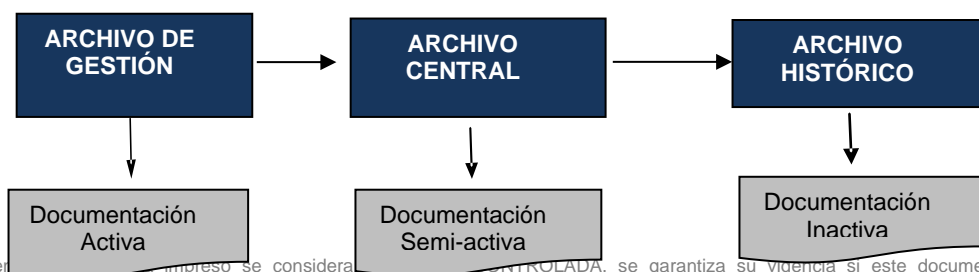 ARCHIVO DE
GESTIÓN
ARCHIVO
CENTRAL
ARCHIVO
HISTÓRICO
Documentación
Activa
Documentación
Semi-activa
Documentación
Inactiva
impreso se considera CONTROLADA, se garantiza su vigencia si este